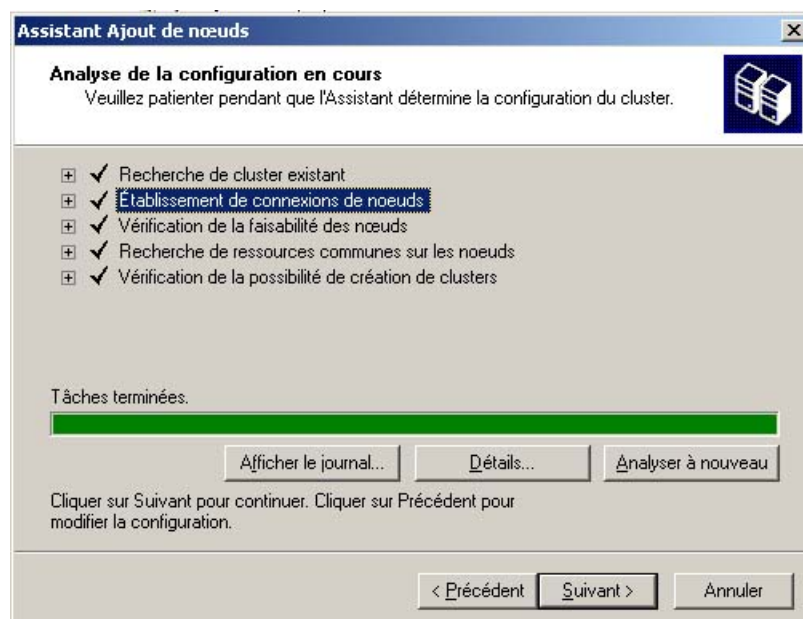 Assistant Ajout de nœuds
Analyse de la configuration en cours
Veuillez patienter pendant que l'Assistant détermine la configuration du cluster.
Recherche de cluster existant
Établissement de connexions de noeuds
Vérification de la faisabilité des nœuds
Recherche de ressources communes sur les noeuds
Vérification de la possibilité de création de clusters
Tâches terminées.
Afficher le journal... Détails... Analyser à nouveau
Cliquer sur Suivant pour continuer. Cliquer sur Précédent pour
modifier la configuration.
< Précédent Suivant > Annuler